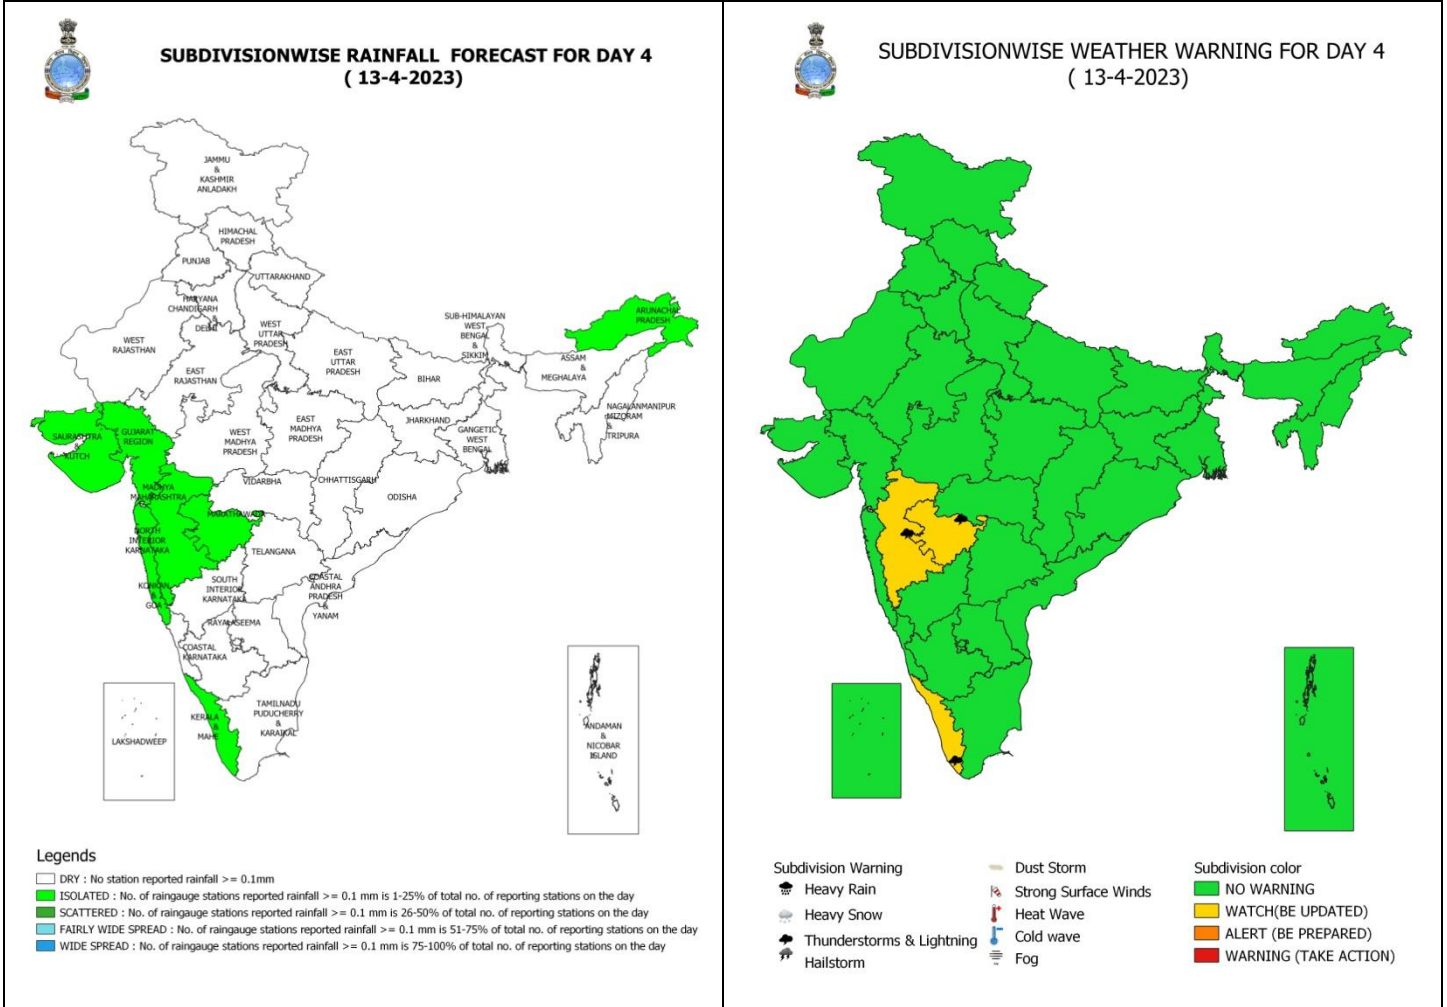 SUBDIVISIONWISE RAINFALL FORECAST FOR DAY 4
( 13-4-2023)
JAMMU
&
KASHMIR
ANLADAKH
HIMACHAL
PRADESH
PUNJAB
UTTARAKHAND
HARYANA
CHANDIGARH
&
DELHI
WEST
RAJASTHAN
WEST
UTTAR
PRADESH
SUB-HIMALAYAN
WEST
BENGAL
&
SIKKIM
ARUNACHAL
PRADESH
EAST
RAJASTHAN
EAST
UTTAR
PRADESH
BIHAR
ASSAM
&
MEGHALAYA
NAGALANMANIPUR
MIZORAM
&
TRIPURA
SAURASHTRA
&
KUTCH
GUJARAT
REGION
WEST
MADHYA
PRADESH
EAST
MADHYA
PRADESH
JHARKHAND
GANGETIC
WEST
BENGAL
MADHYA
MAHARASHTRA
VIDARBHA
CHHATTISGARH
ODISHA
MARATHAWADA
NORTH
INTERIOR
KARNATAKA
TELANGANA
KONKAN
&
GOA
SOUTH
INTERIOR
KARNATAKA
COASTAL
ANDHRA
PRADESH
&
YANAM
RAYALASEEMA
COASTAL
KARNATAKA
KERALA
&
MAHE
TAMILNADU
PUDUCHERRY
&
KARAIKAL
LAKSHADWEEP
ANDAMAN
&
NICOBAR
ISLAND
Legends
DRY : No station reported rainfall >= 0.1mm
ISOLATED : No. of raingauge stations reported rainfall >= 0.1 mm is 1-25% of total no. of reporting stations on the day
SCATTERED : No. of raingauge stations reported rainfall >= 0.1 mm is 26-50% of total no. of reporting stations on the day
FAIRLY WIDE SPREAD : No. of raingauge stations reported rainfall >= 0.1 mm is 51-75% of total no. of reporting stations on the day
WIDE SPREAD : No. of raingauge stations reported rainfall >= 0.1 mm is 75-100% of total no. of reporting stations on the day
SUBDIVISIONWISE WEATHER WARNING FOR DAY 4
( 13-4-2023)
Subdivision Warning
Heavy Rain
Heavy Snow
Thunderstorms & Lightning
Hailstorm
Dust Storm
Strong Surface Winds
Heat Wave
Cold wave
Fog
Subdivision color
NO WARNING
WATCH(BE UPDATED)
ALERT (BE PREPARED)
WARNING (TAKE ACTION)